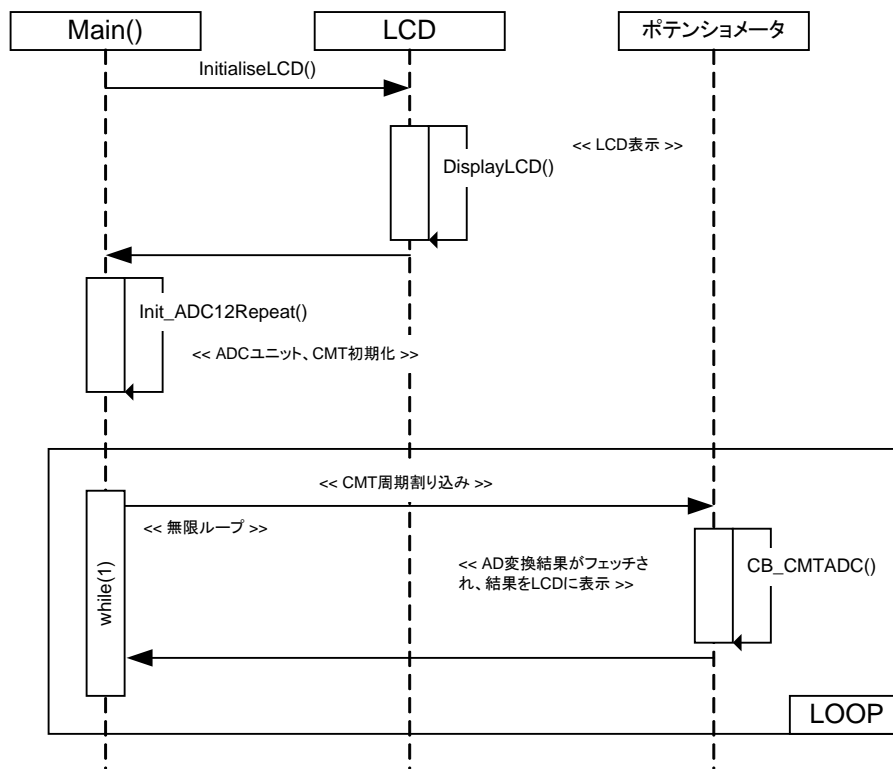 Main()
LCD
ポテンショメータ
InitialiseLCD()
<< LCD表示 >>
DisplayLCD()
Init_ADC12Repeat()
<< ADCユニット、CMT初期化 >>
<< CMT周期割り込み >>
<< 無限ループ >>
while(1)
<< AD変換結果がフェッチさ
れ、結果をLCDに表示 >>
CB_CMTADC()
LOOP